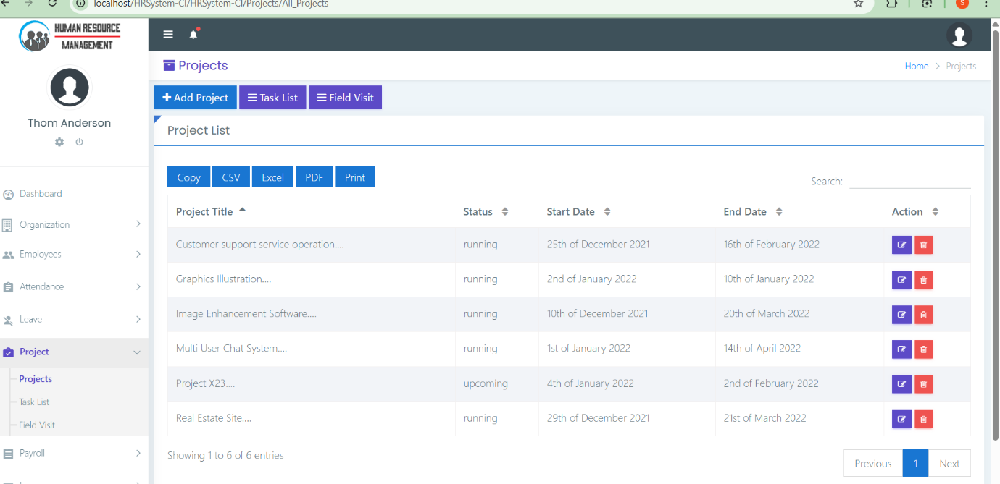 localhost/HRSystem-CI/HRSystem-CI/Projects/All_Projects
S
HUMAN RESOURCE
MANAGEMENT
Thom Anderson
Dashboard
Organization
Employees
Attendance
Leave
Project
Projects
Task List
Field Visit
Payroll
Projects
Home > Projects
Add Project Task List Field Visit
Project List
Copy CSV Excel PDF Print
Search:
Project Title Status Start Date End Date Action
Customer support service operation.... running 25th of December 2021 16th of February 2022
Graphics Illustration.... running 2nd of January 2022 10th of January 2022
Image Enhancement Software.... running 10th of December 2021 20th of March 2022
Multi User Chat System.... running 1st of January 2022 14th of April 2022
Project X23.... upcoming 4th of January 2022 2nd of February 2022
Real Estate Site.... running 29th of December 2021 21st of March 2022
Showing 1 to 6 of 6 entries
Previous 1 Next